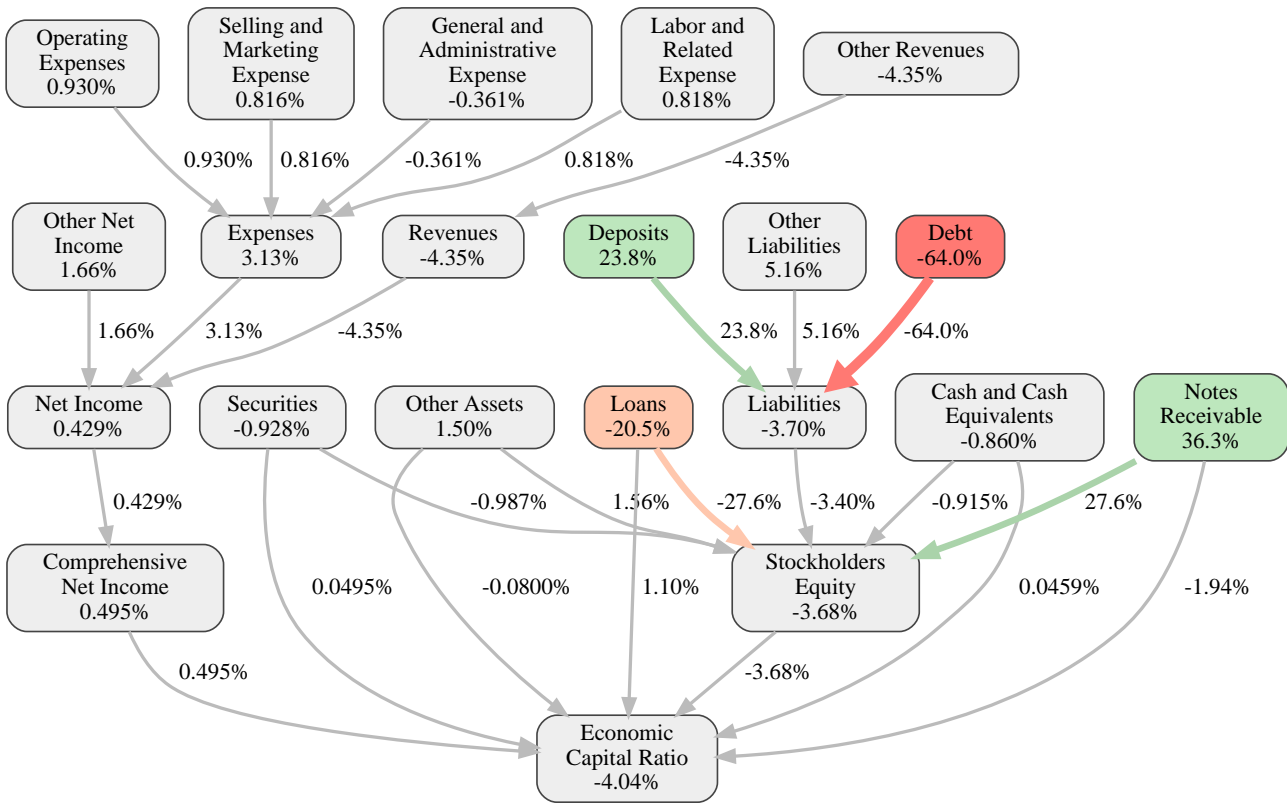 Operating
Expenses
0.930%
Selling and
Marketing
Expense
0.816%
General and
Administrative
Expense
-0.361%
Labor and
Related
Expense
0.818%
Other Revenues
-4.35%
0.930%
0.816%
-0.361%
0.818%
-4.35%
Other Net
Income
1.66%
Expenses
3.13%
Revenues
-4.35%
Deposits
23.8%
Other
Liabilities
5.16%
Debt
-64.0%
1.66%
3.13%
-4.35%
23.8%
5.16%
-64.0%
Net Income
0.429%
Securities
-0.928%
Other Assets
1.50%
Loans
-20.5%
Liabilities
-3.70%
Cash and Cash
Equivalents
-0.860%
Notes
Receivable
36.3%
0.429%
-0.987%
1.56%
-27.6%
-3.40%
-0.915%
27.6%
Comprehensive
Net Income
0.495%
0.0495%
-0.0800%
1.10%
Stockholders
Equity
-3.68%
0.0459%
-1.94%
0.495%
-3.68%
Economic
Capital Ratio
-4.04%